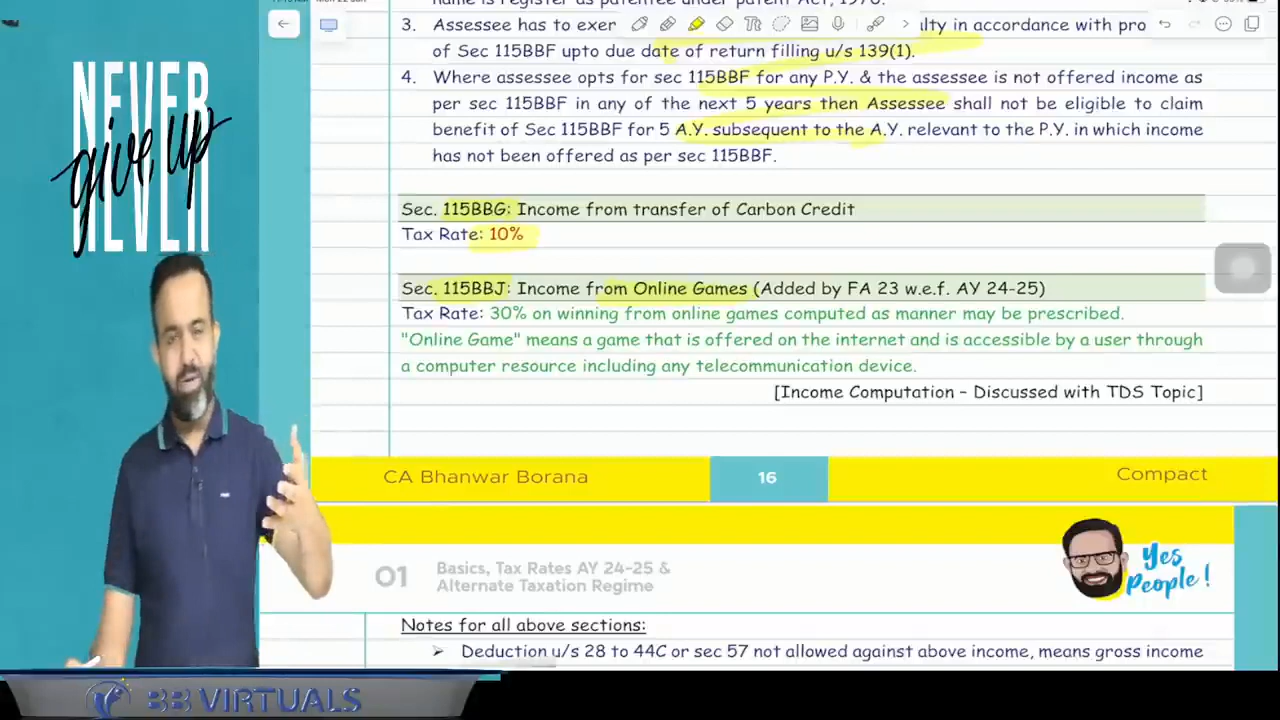 name is register as patentee under patent Act, 1970.
3. Assessee has to exer alty in accordance with pro
of Sec 115BBF upto due date of return filling u/s 139(1).
4. Where assessee opts for sec 115BBF for any P.Y. & the assessee is not offered income as
per sec 115BBF in any of the next 5 years then Assessee shall not be eligible to claim
benefit of Sec 115BBF for 5 A.Y. subsequent to the A.Y. relevant to the P.Y. in which income
has not been offered as per sec 115BBF.
NEVER
give up
NEVER
Sec. 115BBG: Income from transfer of Carbon Credit
Tax Rate: 10%
Sec. 115BBJ: Income from Online Games (Added by FA 23 w.e.f. AY 24-25)
Tax Rate: 30% on winning from online games computed as manner may be prescribed.
"Online Game" means a game that is offered on the internet and is accessible by a user through
a computer resource including any telecommunication device.
[Income Computation – Discussed with TDS Topic]
CA Bhanwar Borana 16 Compact
01 Basics, Tax Rates AY 24-25 &
Alternate Taxation Regime
Yes
People!
Notes for all above sections:
➢ Deduction u/s 28 to 44C or sec 57 not allowed against above income, means gross income
BB VIRTUALS